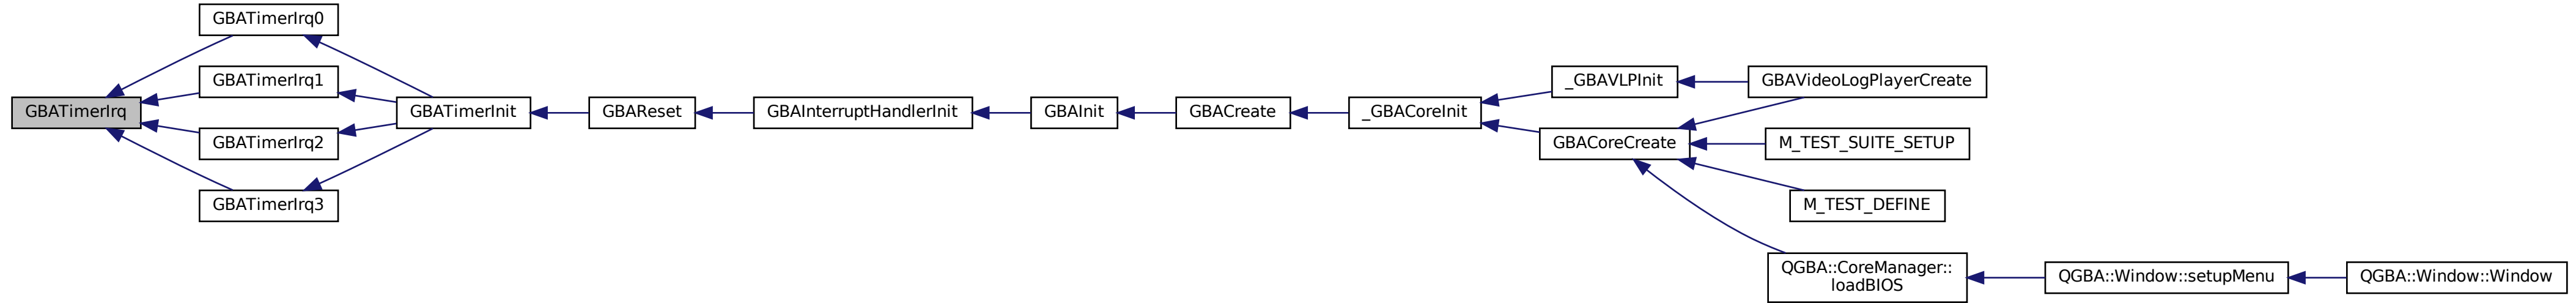 GBATimerIrq
GBATimerIrq0
GBATimerIrq1
GBATimerIrq2
GBATimerIrq3
GBATimerInit
GBAReset
GBAInterruptHandlerInit
GBAInit
GBACreate
_GBACoreInit
_GBAVLPInit
GBACoreCreate
GBAVideoLogPlayerCreate
M_TEST_SUITE_SETUP
M_TEST_DEFINE
QGBA::CoreManager::
loadBIOS
QGBA::Window::setupMenu
QGBA::Window::Window